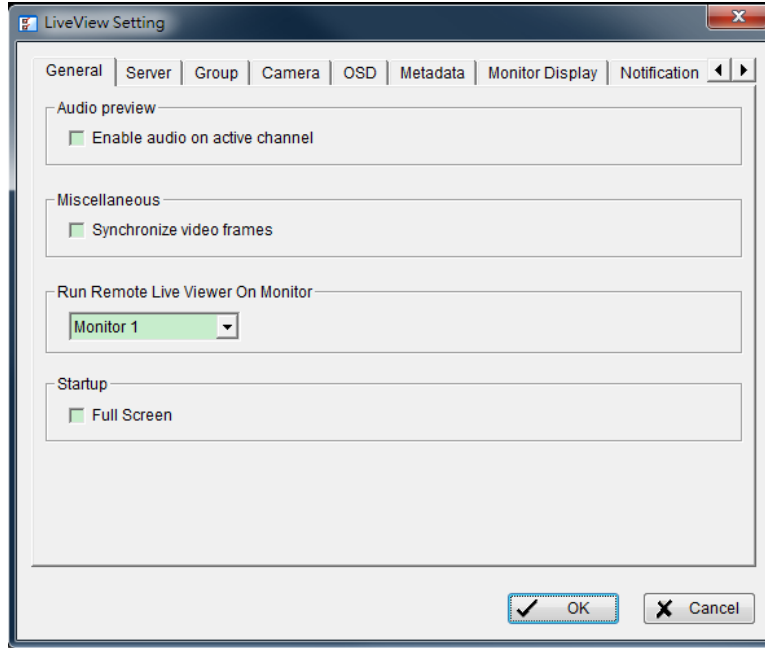 LiveView Setting
General Server Group Camera OSD Metadata Monitor Display Notification
Audio preview
Enable audio on active channel
Miscellaneous
Synchronize video frames
Run Remote Live Viewer On Monitor
Monitor 1
Startup
Full Screen
OK Cancel